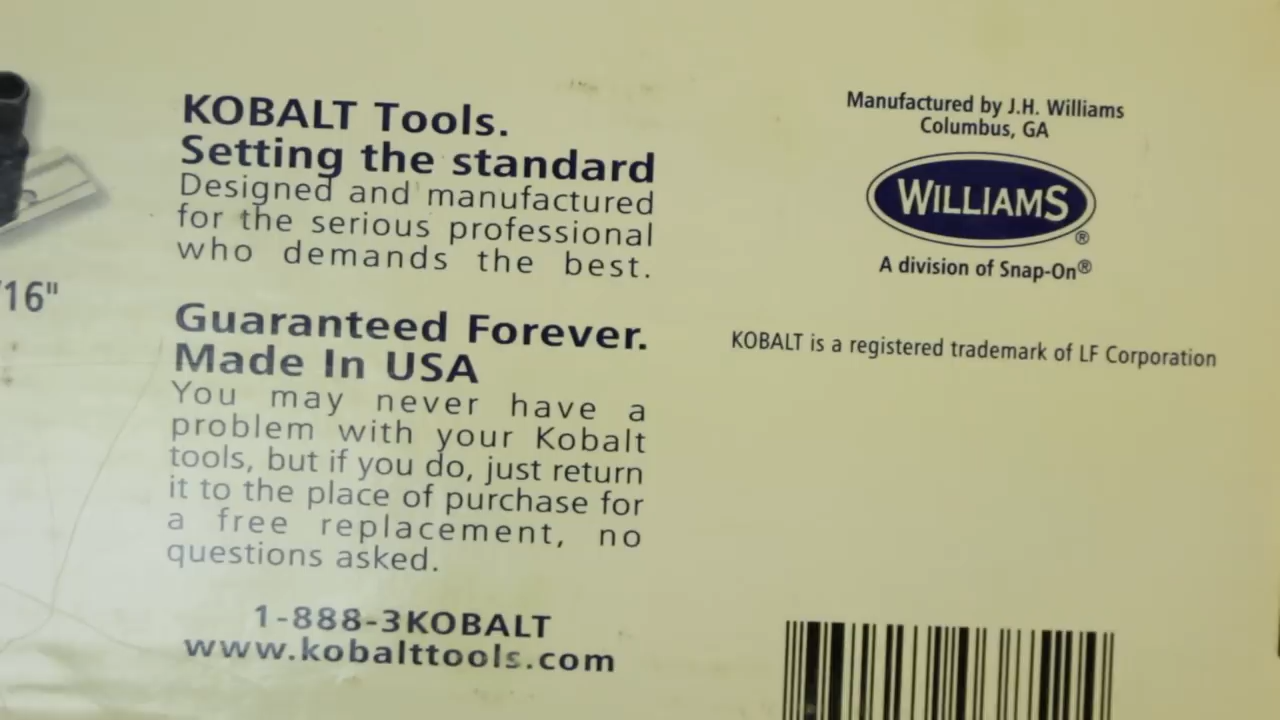 KOBALT Tools.
Setting the standard
Designed and manufactured
for the serious professional
who demands the best.
Guaranteed Forever.
Made In USA
You may never have a
problem with your Kobalt
tools, but if you do, just return
it to the place of purchase for
a free replacement, no
questions asked.
1-888-3KOBALT
www.kobalttools.com
16"
Manufactured by J.H. Williams
Columbus, GA
WILLIAMS®
A division of Snap-On®
KOBALT is a registered trademark of LF Corporation